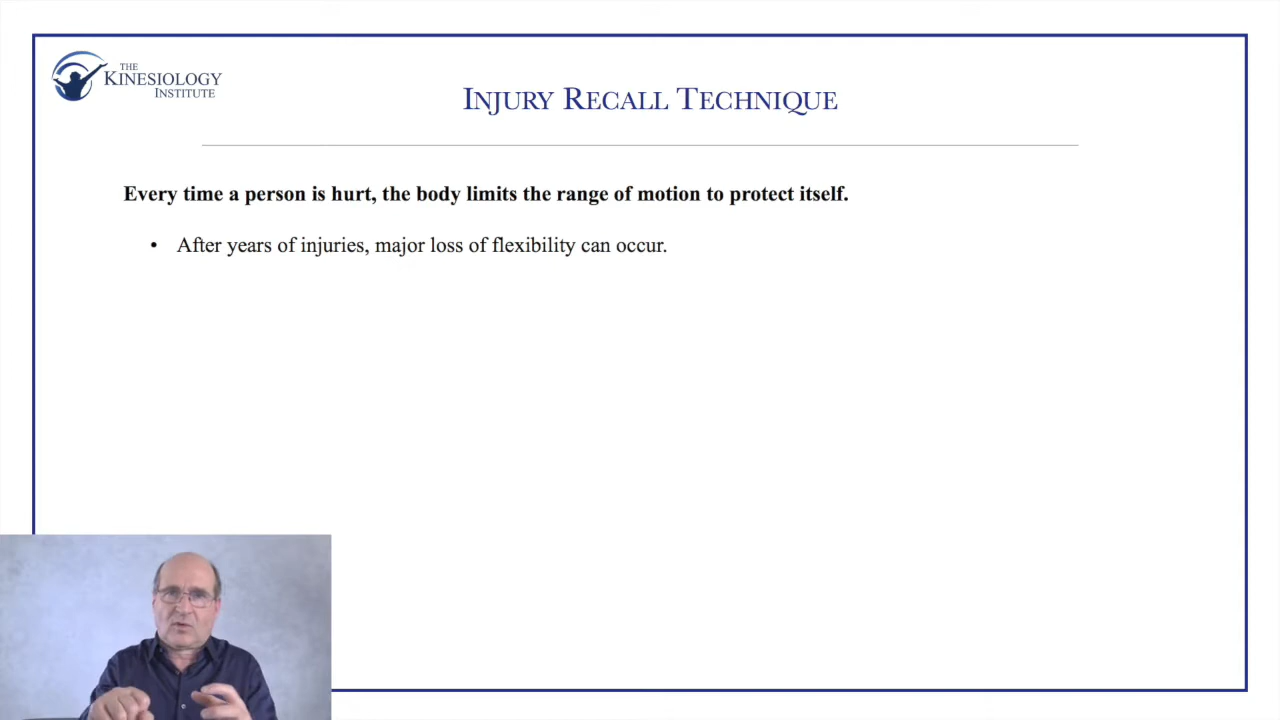 THE
KINESIOLOGY
INSTITUTE
INJURY RECALL TECHNIQUE
Every time a person is hurt, the body limits the range of motion to protect itself.
• After years of injuries, major loss of flexibility can occur.